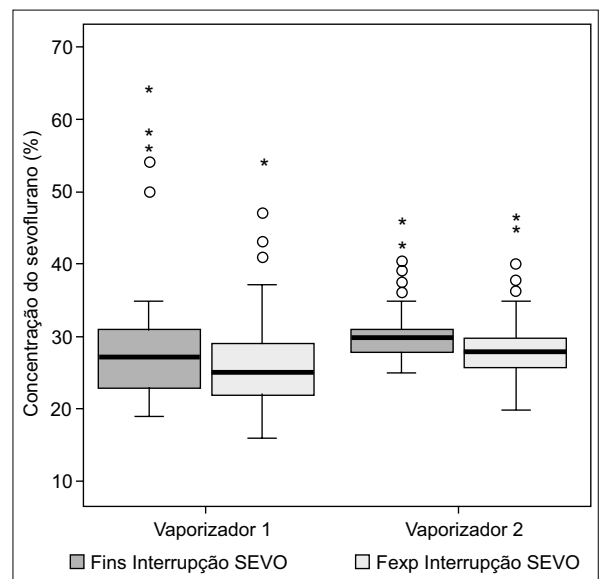 Concentração do sevoflurano (%)
70
60
50
40
30
20
10
Vaporizador 1
Vaporizador 2
Fins Interrupção SEVO
Fexp Interrupção SEVO